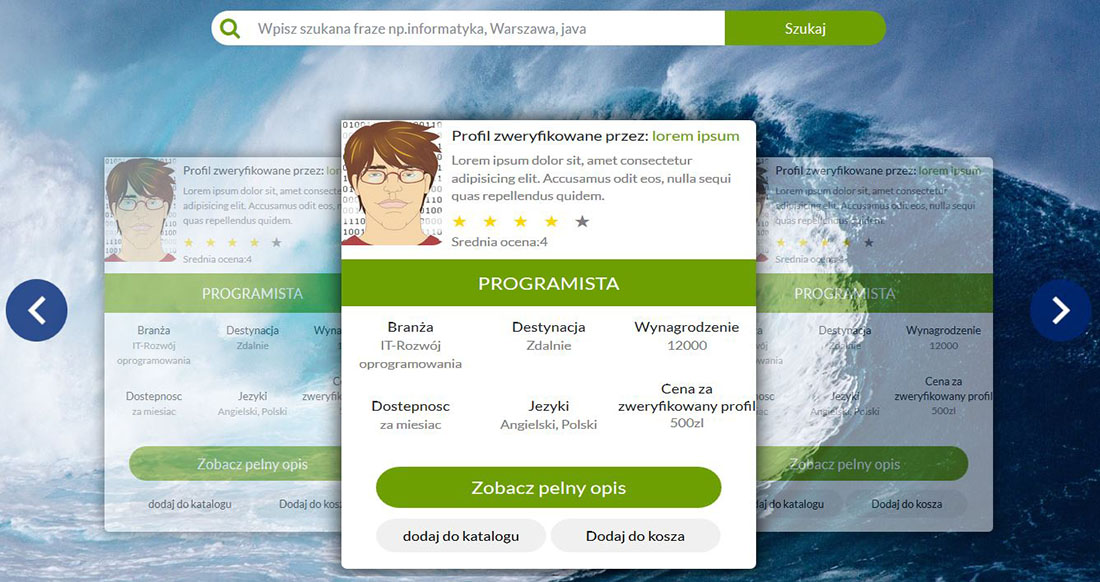 Wpisz szukana fraze np.informatyka, Warszawa, java
Szukaj
Profil zweryfikowane przez: lorem ipsum
Lorem ipsum dolor sit, amet consectetur
adipisicing elit. Accusamus odit eos, nulla sequi
quas repellendus quidem.
Srednia ocena:4
PROGRAMISTA
Branża
IT-Rozwój
oprogramowania
Destynacja
Zdalnie
Wynagrodzenie
12000
Dostepnosc
za miesiac
Jezyki
Angielski, Polski
Cena za
zweryfikowany profil
500zl
Zobacz pelny opis
dodaj do katalogu
Dodaj do kosza
Profil zweryfikowane przez: lor
Lorem ipsum dolor sit, amet conse
adipisicing elit. Accusamus odit eo
quas repellendus quidem.
Srednia ocena:4
PROGRAMISTA
Branża
IT-Rozwój
oprogramowania
Destynacja
Zdalnie
Wyna
Dostepnosc
za miesiac
Jezyki
Angielski, Polski
Ce
zweryfik
Zobacz pelny opis
dodaj do katalogu
Dodaj do kos
Profil zweryfikowane przez: lorem ipsum
Lorem ipsum dolor sit, amet consectetur
adipisicing elit. Accusamus odit eos, nulla sequi
quas repellendus quidem.
Srednia ocena:4
PROGRAMISTA
Destynacja
Zdalnie
Wynagrodzenie
12000
Jezyki
Angielski, Polski
Cena za
zweryfikowany profil
500zl
Zobacz pelny opis
do katalogu
Dodaj do kosza